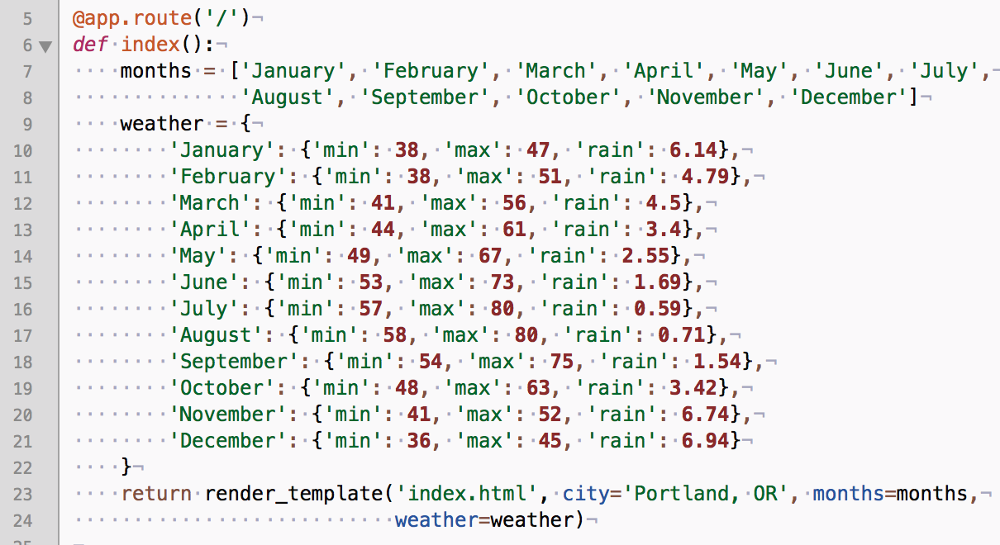 5 @app.route('/')¬
6 ▼ def·index():¬
7 ····months·=·['January',·'February',·'March',·'April',·'May',·'June',·'July',¬
8 ··············'August',·'September',·'October',·'November',·'December']¬
9 ····weather·=·{¬
10 ········'January':·{'min':·38,·'max':·47,·'rain':·6.14},¬
11 ········'February':·{'min':·38,·'max':·51,·'rain':·4.79},¬
12 ········'March':·{'min':·41,·'max':·56,·'rain':·4.5},¬
13 ········'April':·{'min':·44,·'max':·61,·'rain':·3.4},¬
14 ········'May':·{'min':·49,·'max':·67,·'rain':·2.55},¬
15 ········'June':·{'min':·53,·'max':·73,·'rain':·1.69},¬
16 ········'July':·{'min':·57,·'max':·80,·'rain':·0.59},¬
17 ········'August':·{'min':·58,·'max':·80,·'rain':·0.71},¬
18 ········'September':·{'min':·54,·'max':·75,·'rain':·1.54},¬
19 ········'October':·{'min':·48,·'max':·63,·'rain':·3.42},¬
20 ········'November':·{'min':·41,·'max':·52,·'rain':·6.74},¬
21 ········'December':·{'min':·36,·'max':·45,·'rain':·6.94}¬
22 ····}¬
23 ····return·render_template('index.html',·city='Portland,·OR',·months=months,¬
24 ···························weather=weather)¬